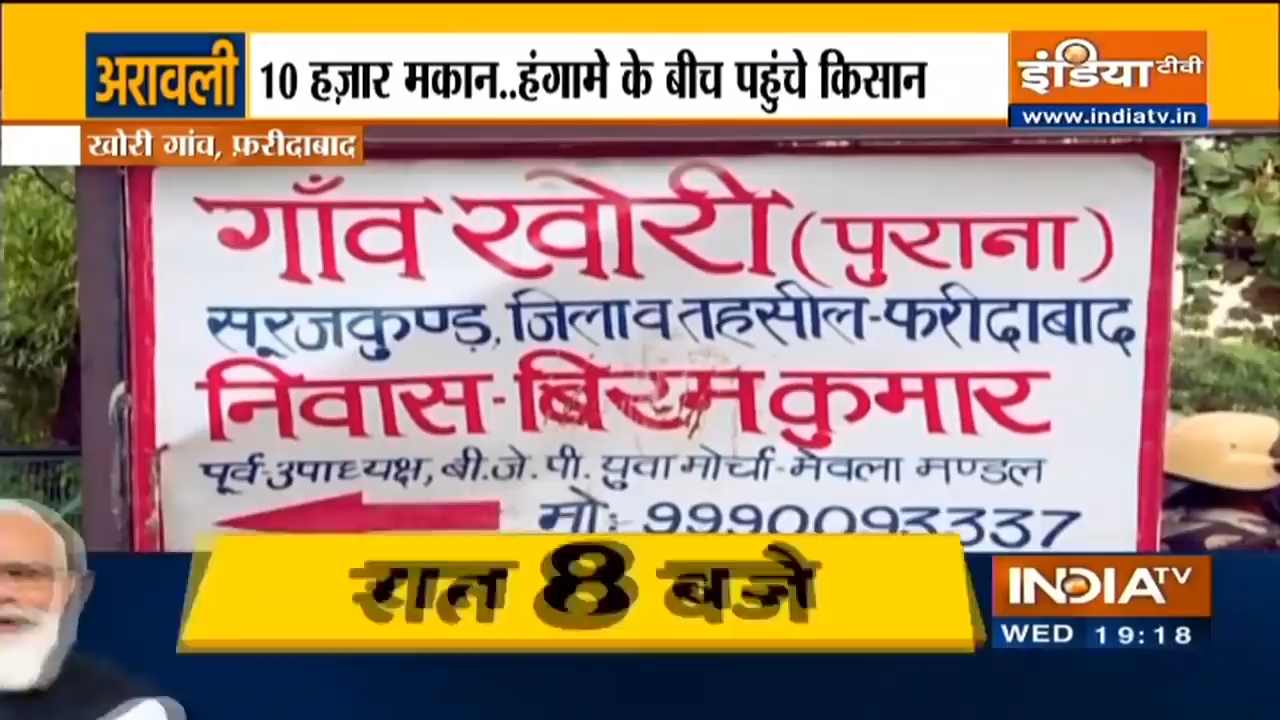 अरावली
10 हज़ार मकान..हंगामे के बीच पहुंचे किसान
इंडिया टीवी
www.indiatv.in
खोरी गांव, फ़रीदाबाद
गाँव खोरी (पुराना)
सूरजकुण्ड़, जिला व तहसील-फरीदाबाद
निवास-बिरम कुमार
पूर्व-उपाध्यक्ष, बी.जे.पी. युवा मोर्चा-मेवला मण्डल
मो:- 9990093337
रात 8 बजे
INDIA TV
WED 19:18